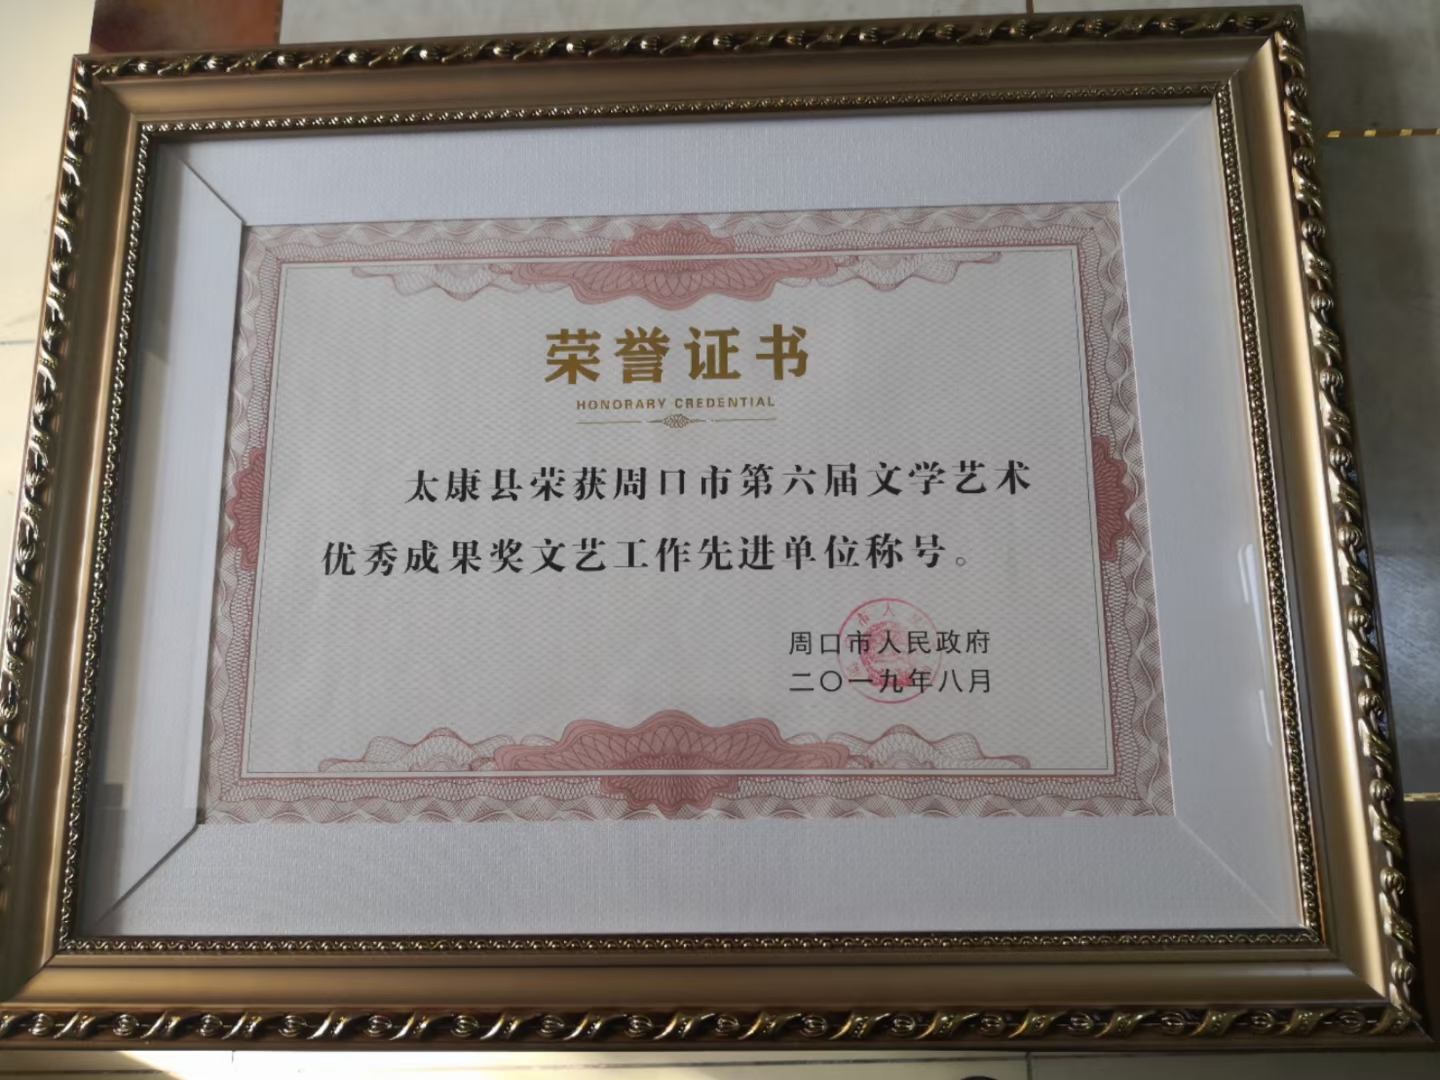 荣誉证书
HONORARY CREDENTIAL
太康县荣获周口市第六届文学艺术
优秀成果奖文艺工作先进单位称号。
周口市人民政府
二〇一九年八月